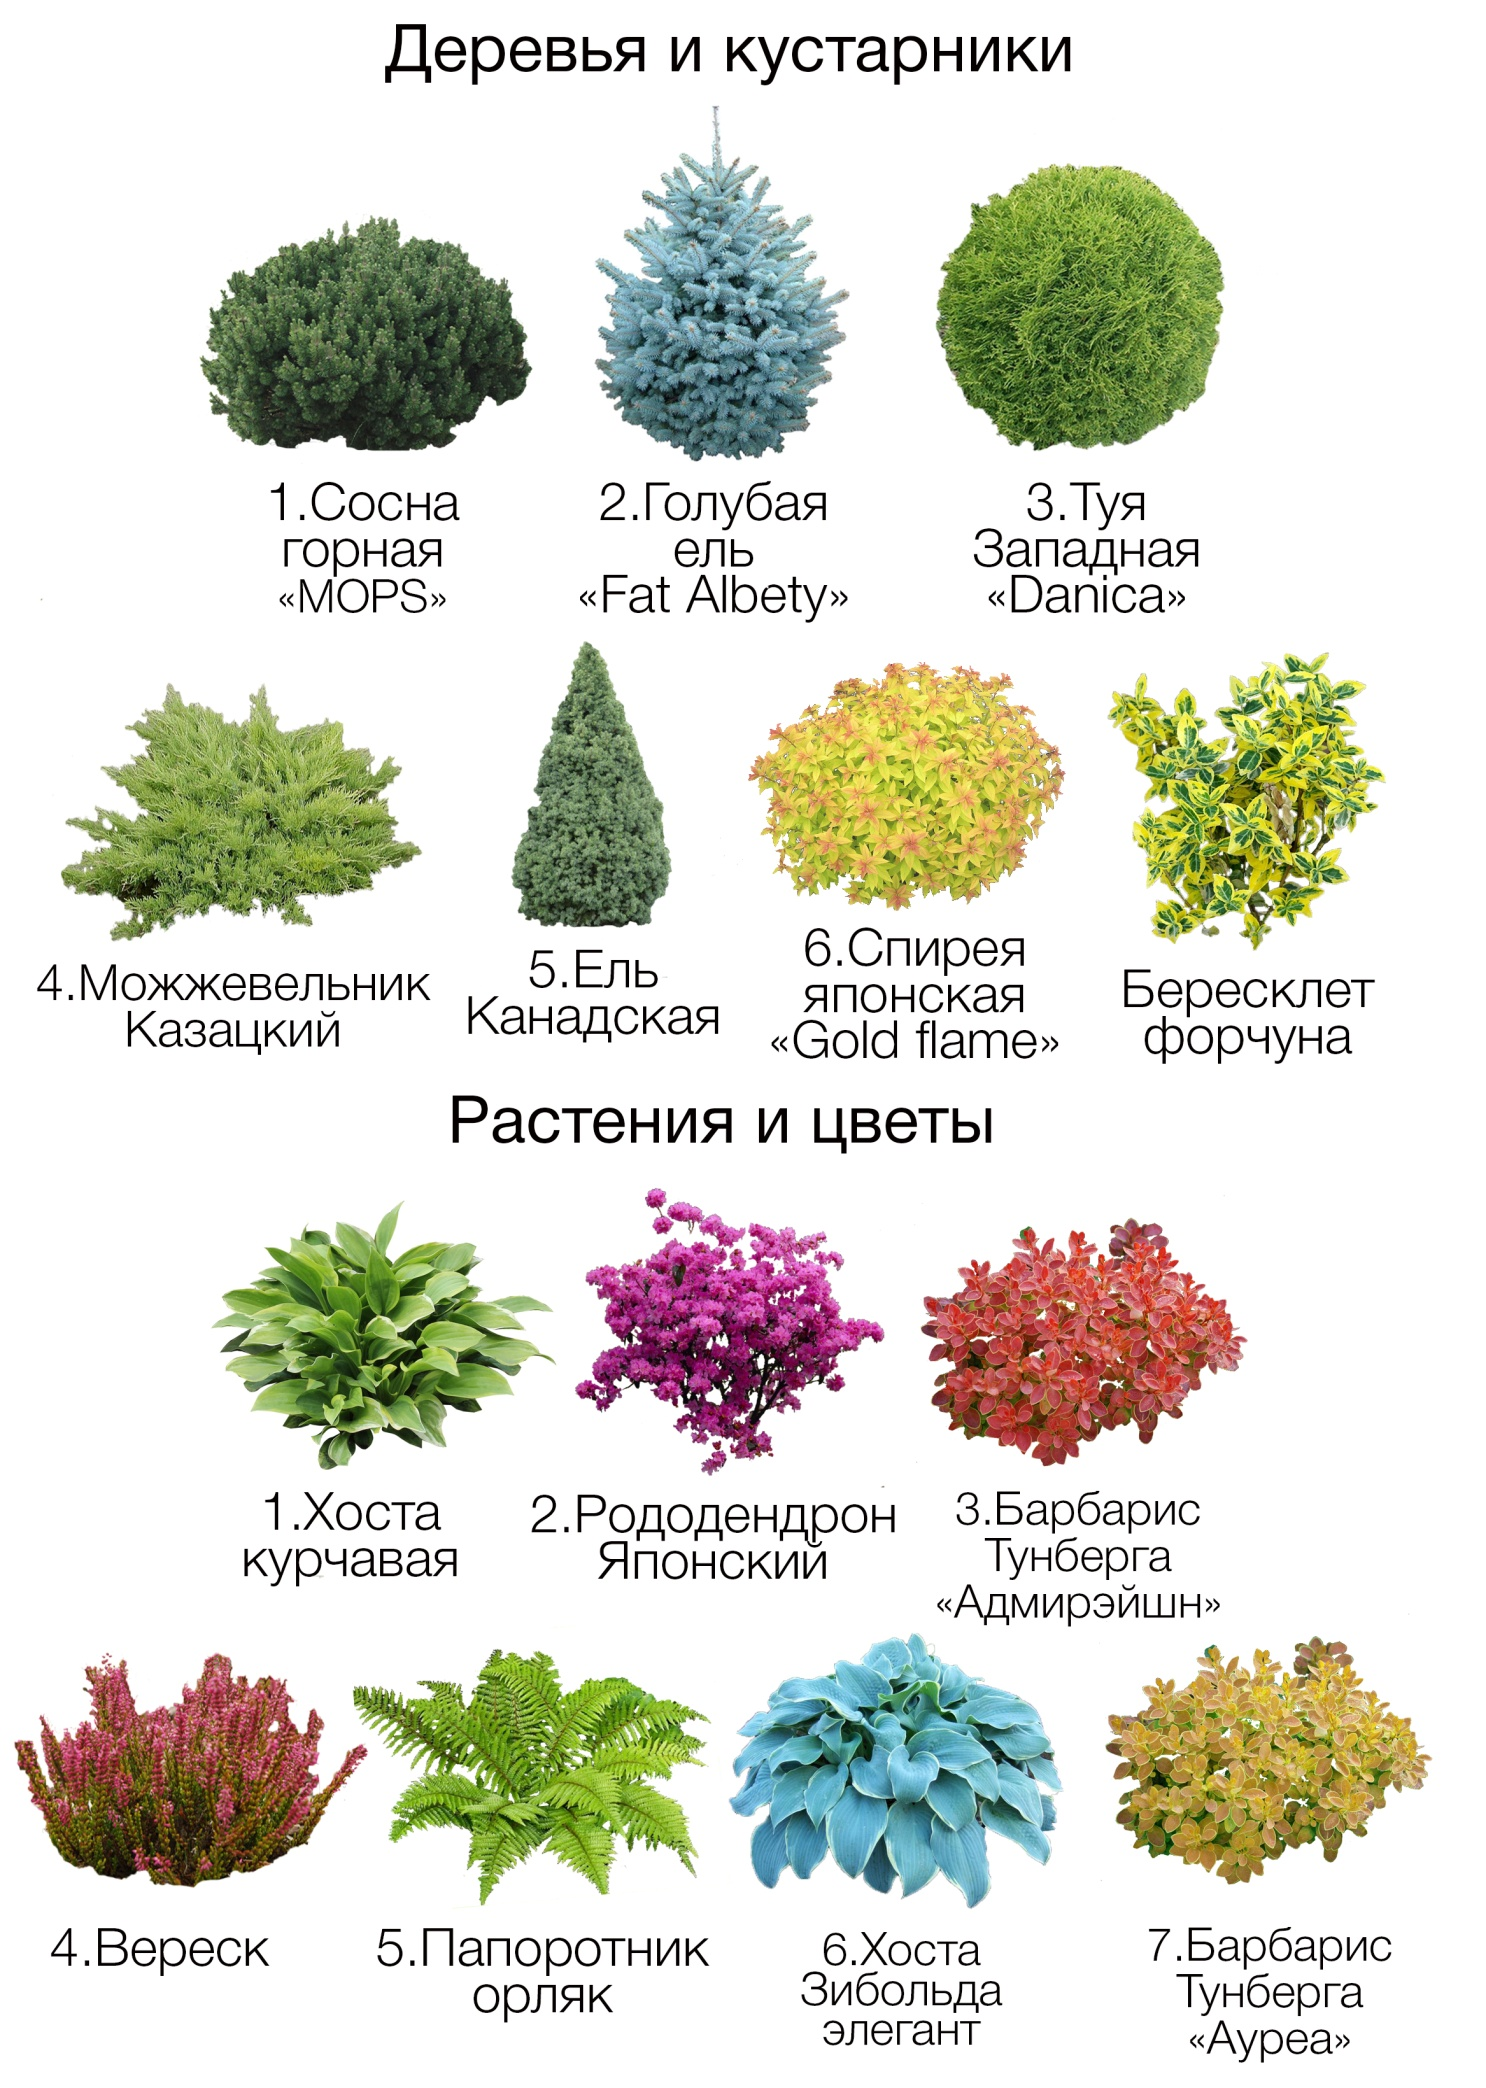 Деревья и кустарники
1.Сосна
горная
«MOPS»
2.Голубая
ель
«Fat Albety»
3.Туя
Западная
«Danica»
4.Можжевельник
Казацкий
5.Ель
Канадская
6.Спирея
японская
«Gold flame»
Бересклет
форчуна
Растения и цветы
1.Хоста
курчавая
2.Рододендрон
Японский
3.Барбарис
Тунберга
«Адмирэйшн»
4.Вереск
5.Папоротник
орляк
6.Хоста
Зибольда
элегант
7.Барбарис
Тунберга
«Ауреа»